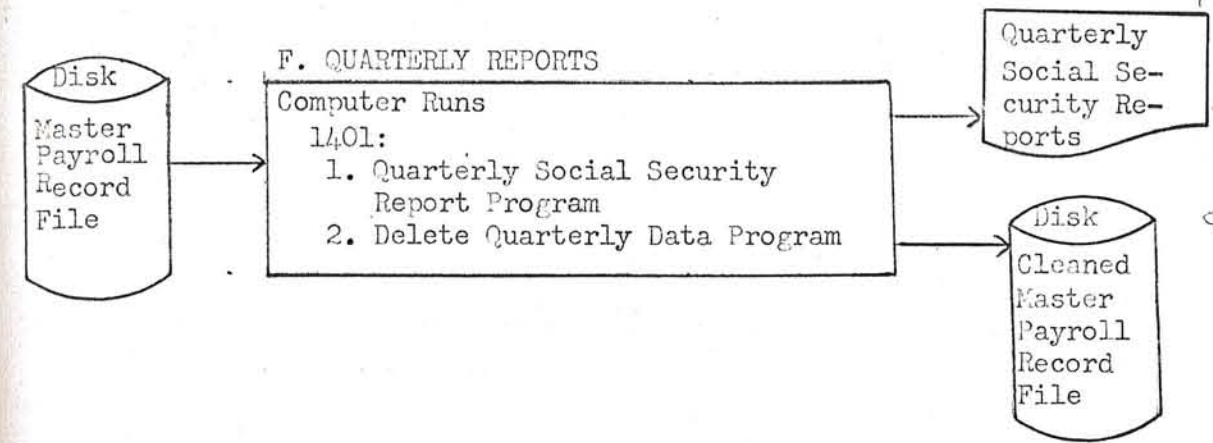 Disk
Master
Payroll
Record
File
F. QUARTERLY REPORTS
Computer Runs
1401:
1. Quarterly Social Security
Report Program
2. Delete Quarterly Data Program
Quarterly
Social Se-
curity Re-
ports
Disk
Cleaned
Master
Payroll
Record
File